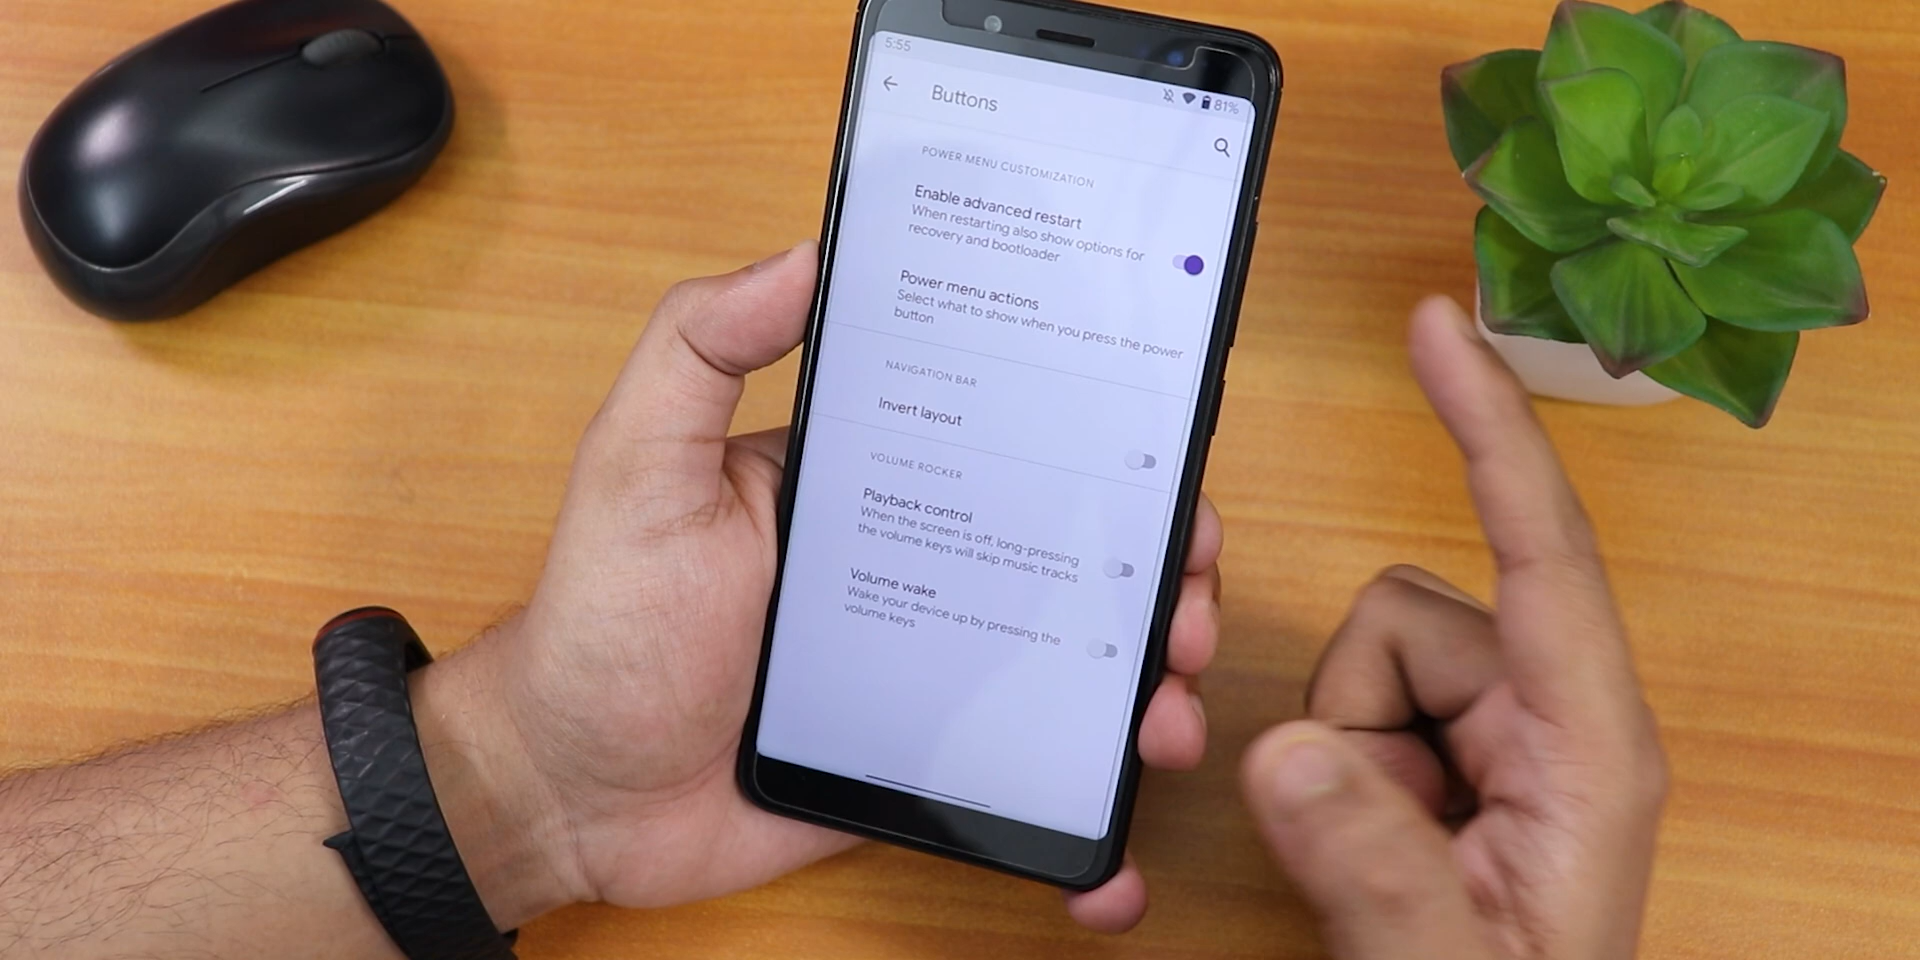 5:55
81%
Buttons
POWER MENU CUSTOMIZATION
Enable advanced restart
When restarting also show options for
recovery and bootloader
Power menu actions
Select what to show when you press the power
button
NAVIGATION BAR
Invert layout
VOLUME ROCKER
Playback control
When the screen is off, long-pressing
the volume keys will skip music tracks
Volume wake
Wake your device up by pressing the
volume keys